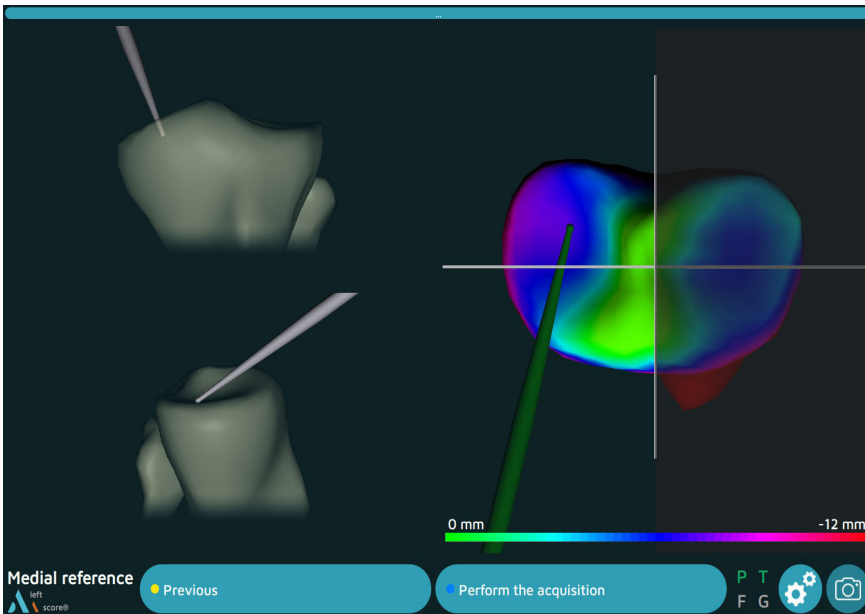 ...
0 mm
-12 mm
Medial reference
left
score®
Previous
Perform the acquisition
P T
F G